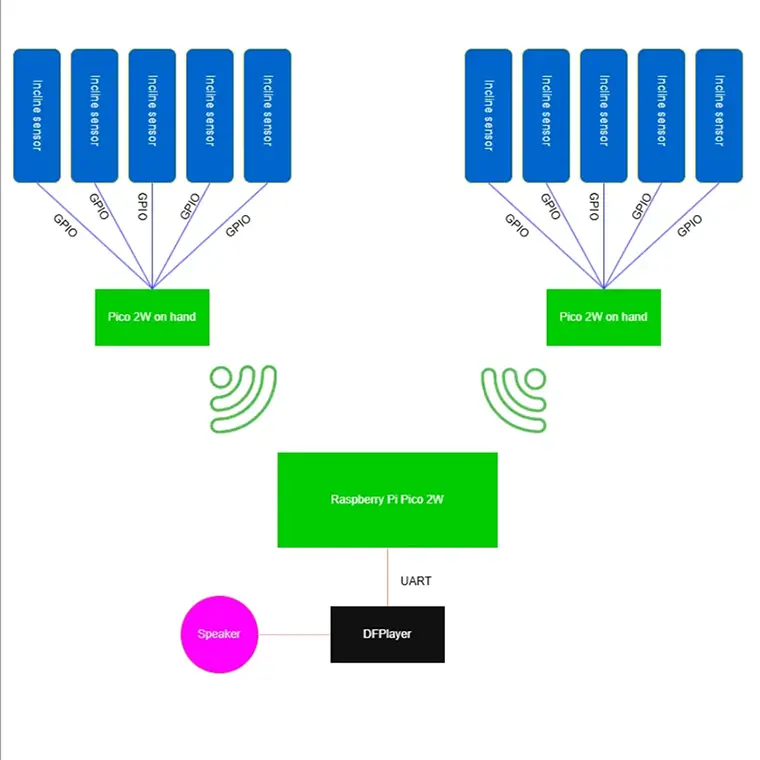 Incline sensor
Incline sensor
Incline sensor
Incline sensor
Incline sensor
Incline sensor
Incline sensor
Incline sensor
Incline sensor
Incline sensor
GPIO
GPIO
GPIO
GPIO
GPIO
GPIO
GPIO
GPIO
GPIO
GPIO
Pico 2W on hand
Pico 2W on hand
Raspberry Pi Pico 2W
UART
Speaker
DFPlayer